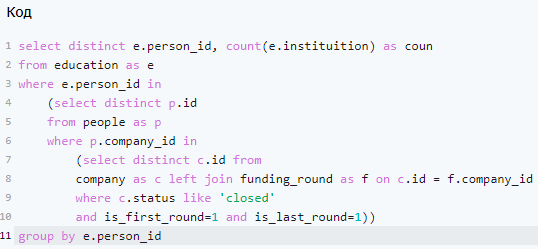 Код
1 select distinct e.person_id, count(e.instituition) as coun
2 from education as e
3 where e.person_id in
4 (select distinct p.id
5 from people as p
6 where p.company_id in
7 (select distinct c.id from
8 company as c left join funding_round as f on c.id = f.company_id
9 where c.status like 'closed'
10 and is_first_round=1 and is_last_round=1))
11 group by e.person_id